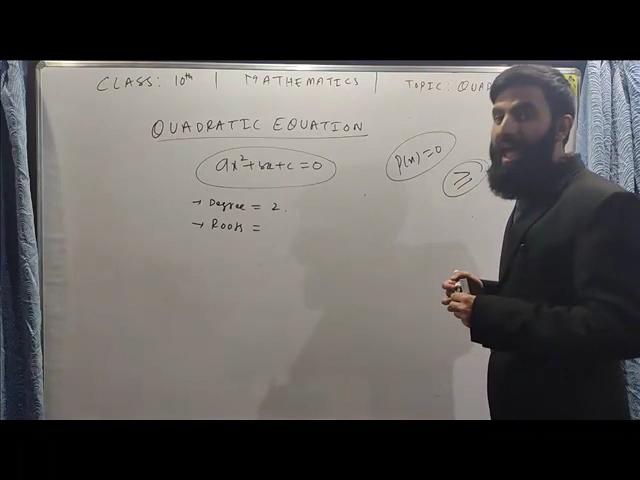 CLASS: 10th | MATHEMATICS | TOPIC: QUAD
QUADRATIC EQUATION
ax²+bx+c=0
p(x)=0
→ Degree = 2.
→ Roots =